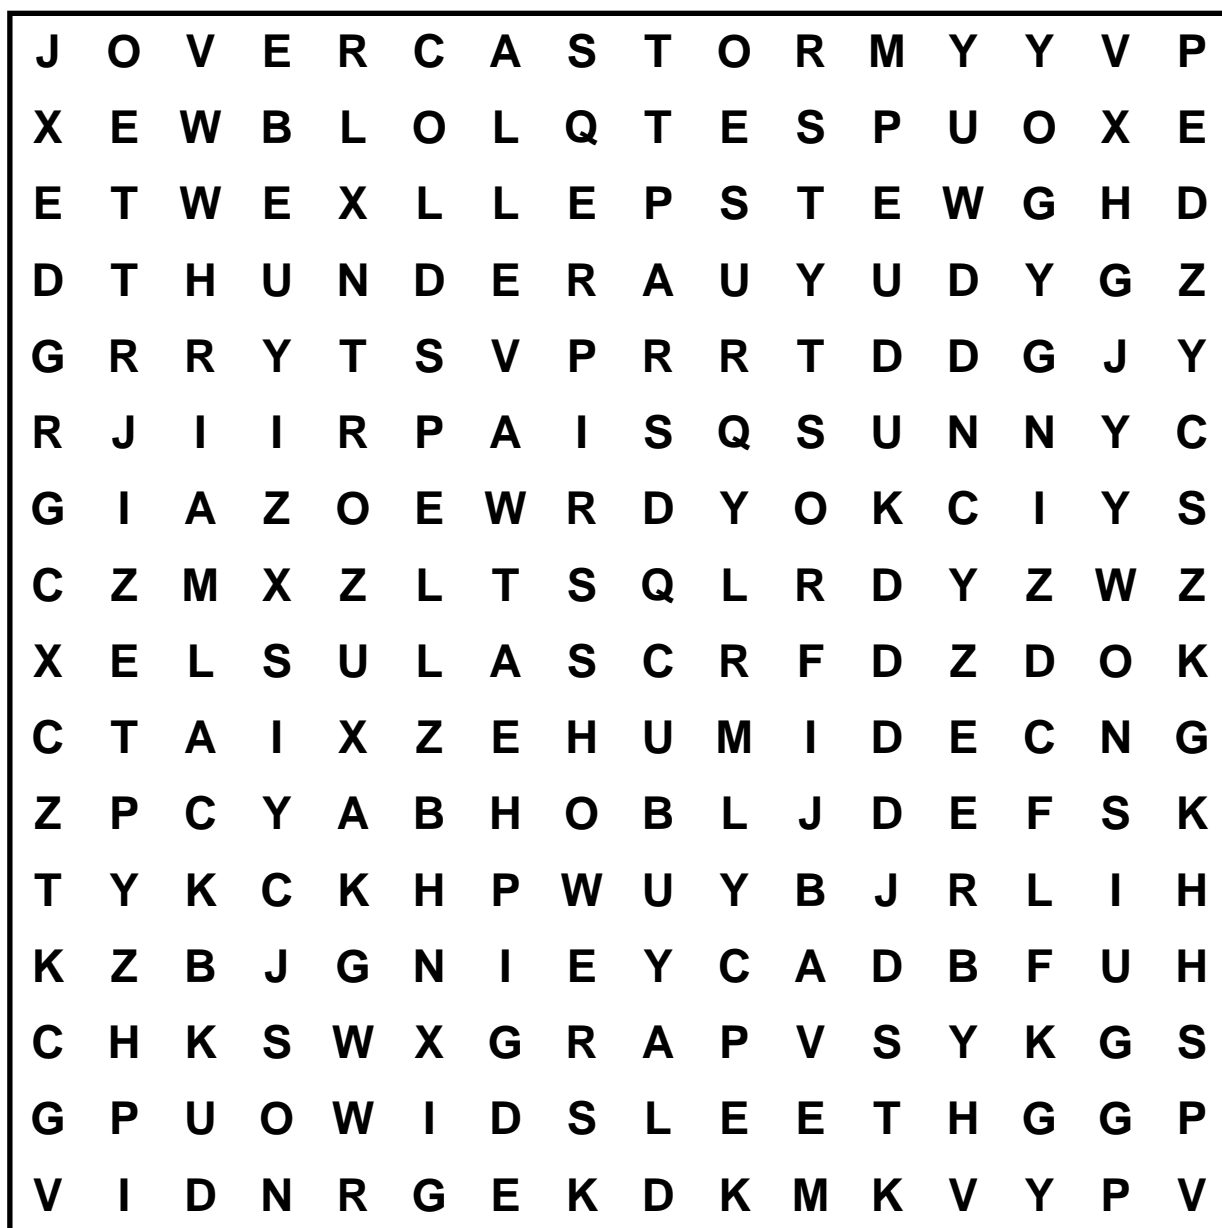 J O V E R C A S T O R M Y Y V P
X E W B L O L Q T E S P U O X E
E T W E X L L E P S T E W G H D
D T H U N D E R A U Y U D Y G Z
G R R Y T S V P R R T D D G J Y
R J I I R P A I S Q S U N N Y C
G I A Z O E W R D Y O K C I Y S
C Z M X Z L T S Q L R D Y Z W Z
X E L S U L A S C R F D Z D O K
C T A I X Z E H U M I D E C N G
Z P C Y A B H O B L J D E F S K
T Y K C K H P W U Y B J R L I H
K Z B J G N I E Y C A D B F U H
C H K S W X G R A P V S Y K G S
G P U O W I D S L E E T H G G P
V I D N R G E K D K M K V Y P V